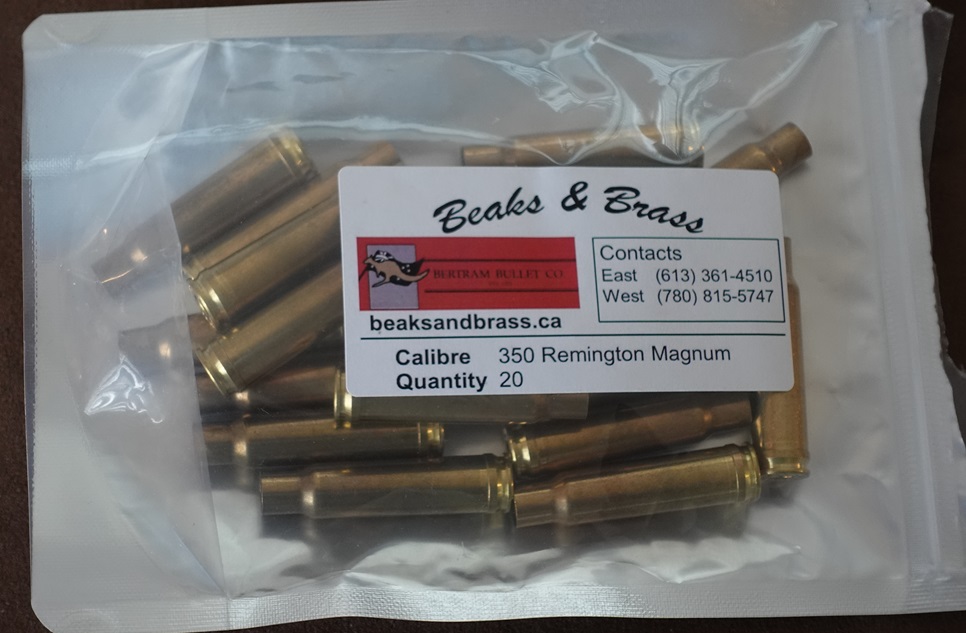 Beaks & Brass
BERTRAM BULLET CO
Contacts
East (613) 361-4510
West (780) 815-5747
beaksandbrass.ca
Calibre 350 Remington Magnum
Quantity 20